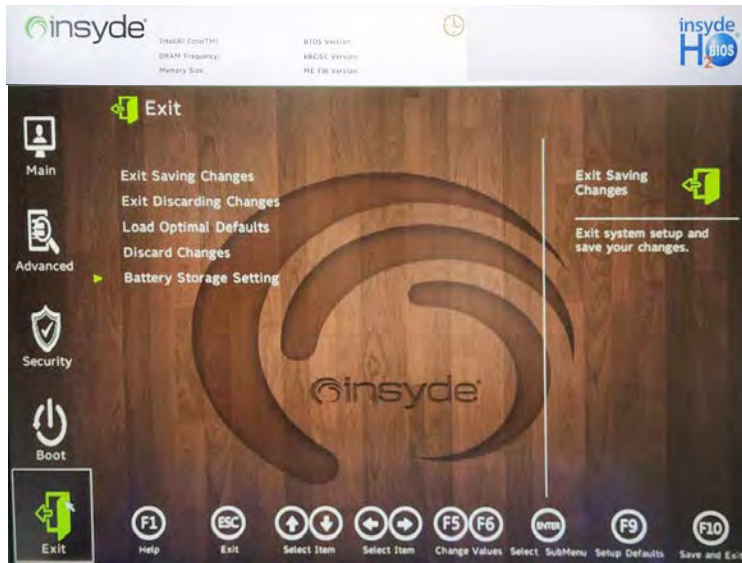 insyde
insyde
H2O BIOS
Intel(R) Core(TM)
BIOS Version:
DRAM Frequency:
KBC/EC Version:
Memory Size:
ME FW Version:
Exit
Main
Advanced
Security
Boot
Exit
Exit Saving Changes
Exit Discarding Changes
Load Optimal Defaults
Discard Changes
Battery Storage Setting
Exit Saving
Changes
Exit system setup and
save your changes.
insyde
F1
Help
ESC
Exit
Select Item
Select Item
F5 F6
Change Values
ENTER
Select SubMenu
F9
Setup Defaults
F10
Save and Exit